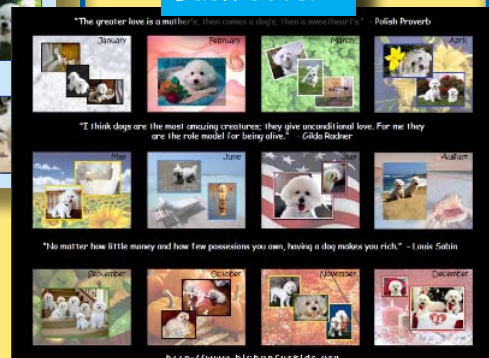 "The greater love is a mother's; then comes a dog's; then a sweetheart's." - Polish Proverb
January
February
March
April
"I think dogs are the most amazing creatures; they give unconditional love. For me they
are the role model for being alive." - Gilda Radner
May
June
July
August
"No matter how little money and how few possesions you own, having a dog makes you rich." - Louis Sabin
September
October
November
December